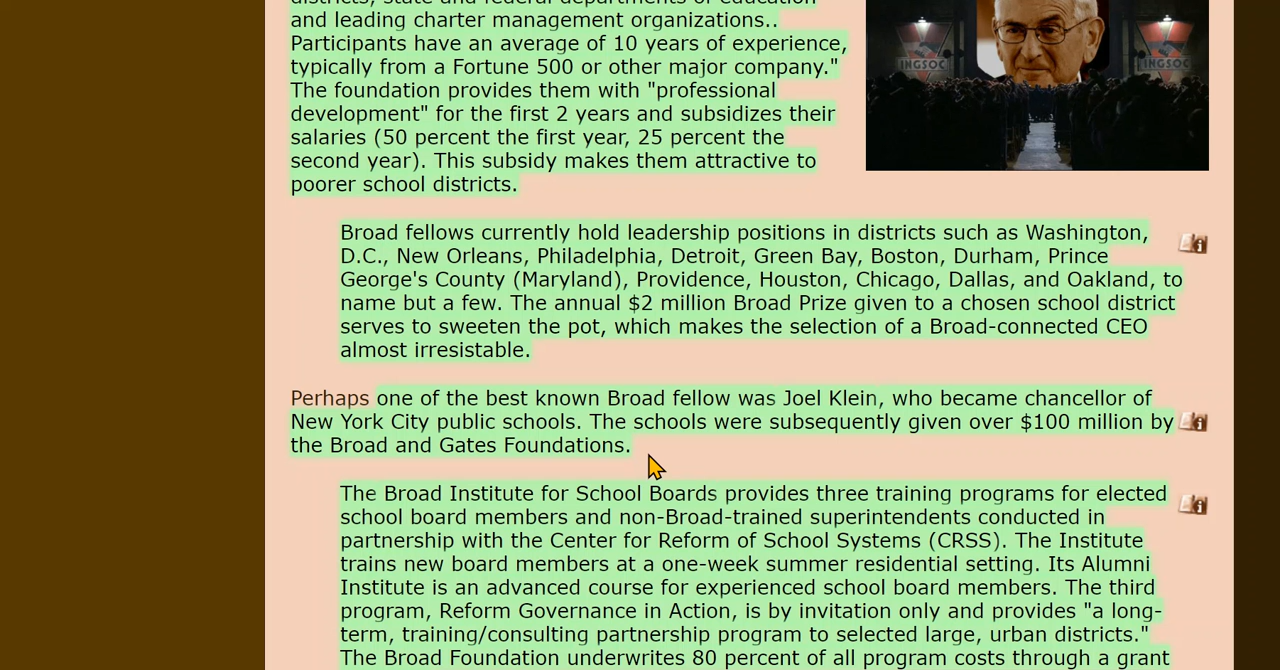 districts, state and federal departments of education
and leading charter management organizations..
Participants have an average of 10 years of experience,
typically from a Fortune 500 or other major company."
The foundation provides them with "professional
development" for the first 2 years and subsidizes their
salaries (50 percent the first year, 25 percent the
second year). This subsidy makes them attractive to
poorer school districts.
INGSOC
INGSOC
Broad fellows currently hold leadership positions in districts such as Washington,
D.C., New Orleans, Philadelphia, Detroit, Green Bay, Boston, Durham, Prince
George's County (Maryland), Providence, Houston, Chicago, Dallas, and Oakland, to
name but a few. The annual $2 million Broad Prize given to a chosen school district
serves to sweeten the pot, which makes the selection of a Broad-connected CEO
almost irresistable.
Perhaps one of the best known Broad fellow was Joel Klein, who became chancellor of
New York City public schools. The schools were subsequently given over $100 million by
the Broad and Gates Foundations.
The Broad Institute for School Boards provides three training programs for elected
school board members and non-Broad-trained superintendents conducted in
partnership with the Center for Reform of School Systems (CRSS). The Institute
trains new board members at a one-week summer residential setting. Its Alumni
Institute is an advanced course for experienced school board members. The third
program, Reform Governance in Action, is by invitation only and provides "a long-
term, training/consulting partnership program to selected large, urban districts."
The Broad Foundation underwrites 80 percent of all program costs through a grant